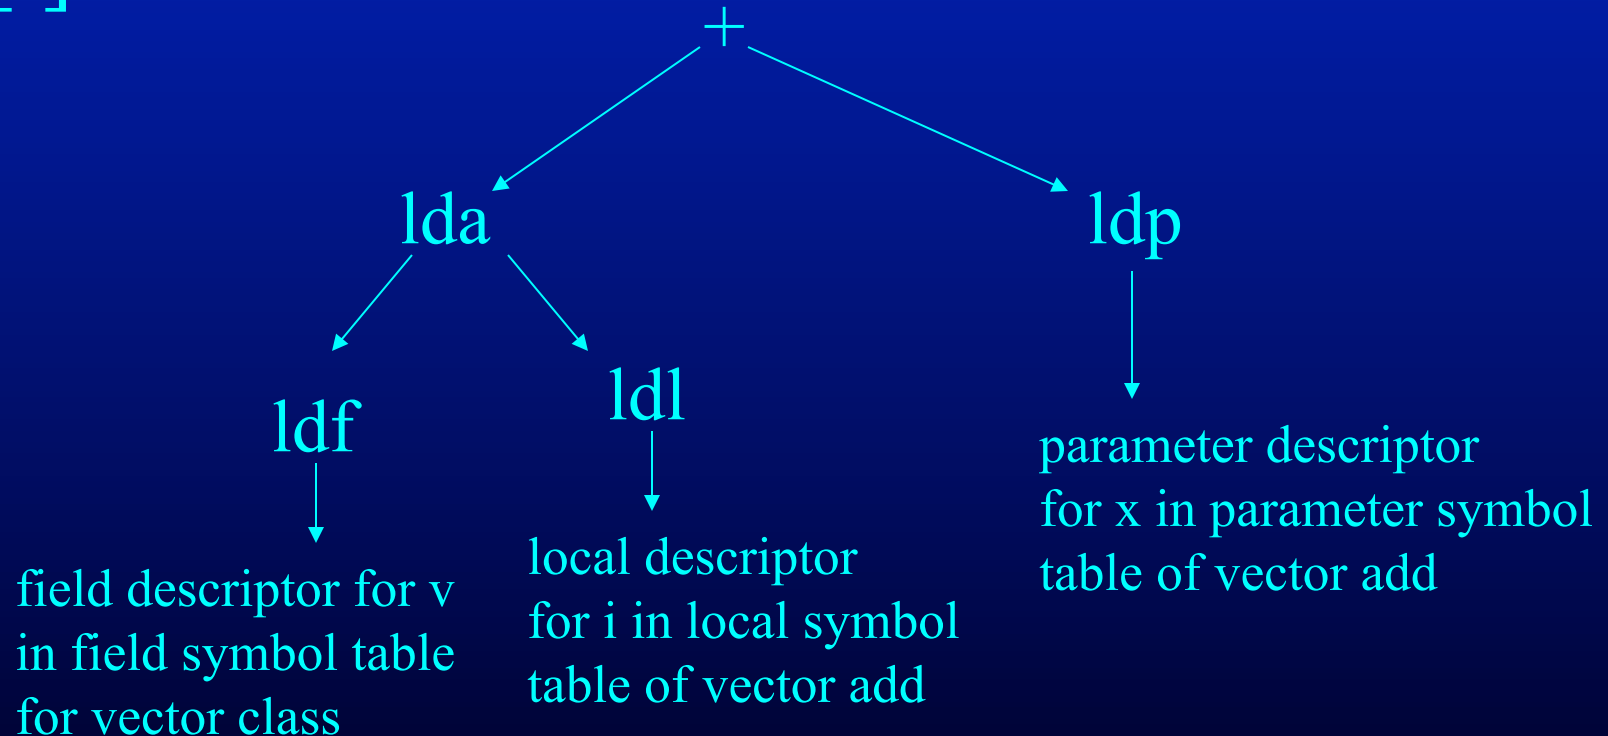 +
lda
ldp
ldf
ldl
field descriptor for v
in field symbol table
for vector class
local descriptor
for i in local symbol
table of vector add
parameter descriptor
for x in parameter symbol
table of vector add